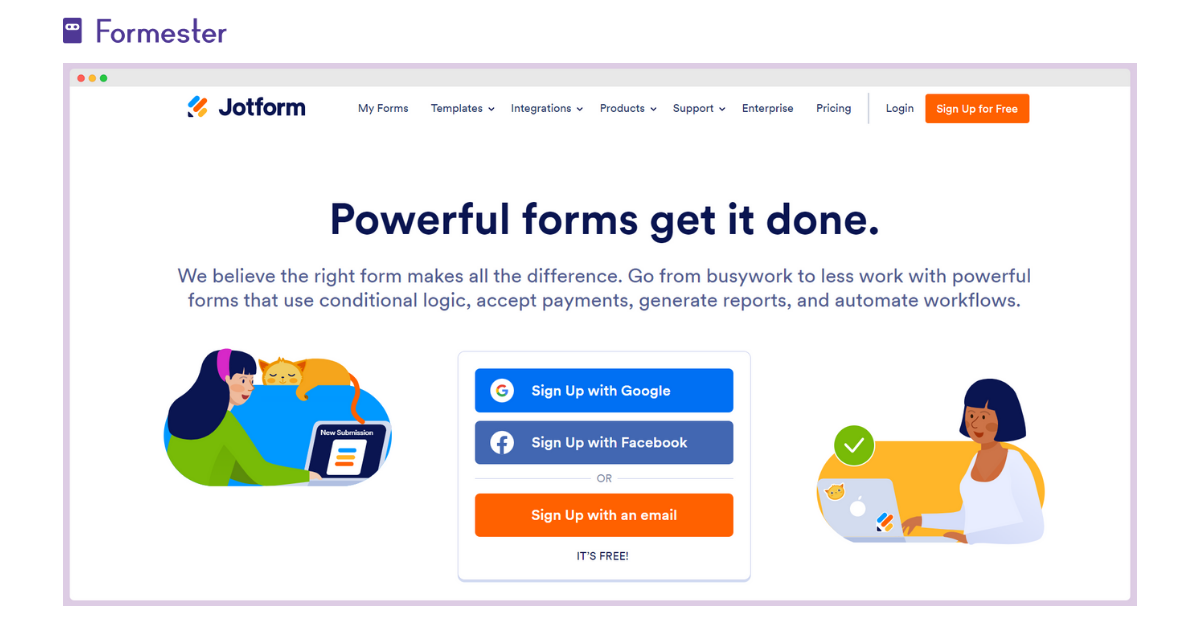 Formester
Jotform
My Forms Templates Integrations Products Support Enterprise Pricing Login Sign Up for Free
Powerful forms get it done.
We believe the right form makes all the difference. Go from busywork to less work with powerful
forms that use conditional logic, accept payments, generate reports, and automate workflows.
New Submission
Sign Up with Google
Sign Up with Facebook
OR
Sign Up with an email
IT'S FREE!